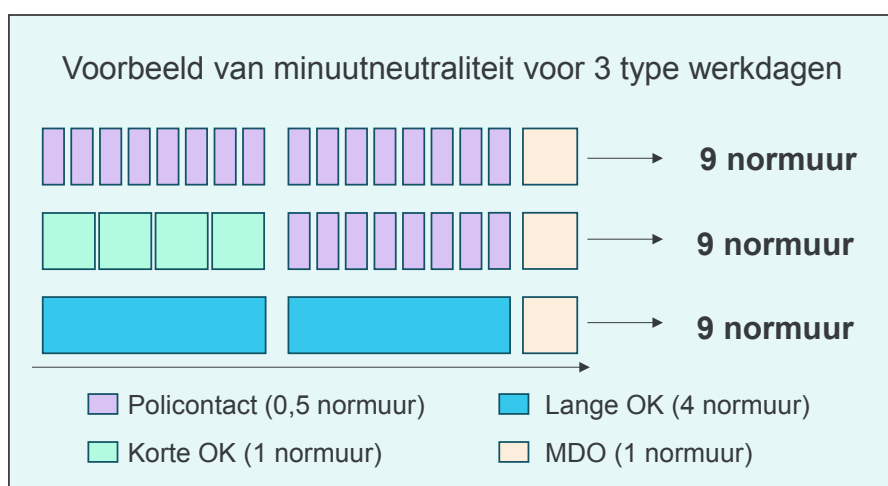 Voorbeeld van minuutneutraliteit voor 3 type werkdagen
9 normuur
9 normuur
9 normuur
Policontact (0,5 normuur)
Lange OK (4 normuur)
Korte OK (1 normuur)
MDO (1 normuur)